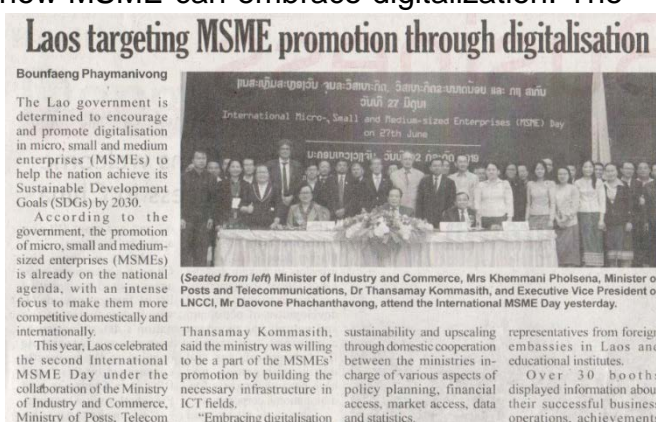 how MSME can embrace digitalization. The
Laos targeting MSME promotion through digitalisation
Bounfaeng Phaymanivong
The Lao government is
determined to encourage
and promote digitalisation
in micro, small and medium
enterprises (MSMEs) to
help the nation achieve its
Sustainable Development
Goals (SDGs) by 2030.
According to the
government, the promotion
of micro, small and medium-
sized enterprises (MSMEs)
is already on the national
agenda, with an intense
focus to make them more
competitive domestically and
internationally.
This year, Laos celebrated
the second International
MSME Day under the
collaboration of the Ministry
of Industry and Commerce,
Ministry of Posts, Telecom
ວັນທີ 27 ມິຖຸນາ
International Micro-, Small and Medium-sized Enterprises (MSME) Day
on 27th June
(Seated from left) Minister of Industry and Commerce, Mrs Khemmani Pholsena, Minister o
Posts and Telecommunications, Dr Thansamay Kommasith, and Executive Vice President o
LNCCI, Mr Daovone Phachanthavong, attend the International MSME Day yesterday.
Thansamay Kommasith,
said the ministry was willing
to be a part of the MSMEs'
promotion by building the
necessary infrastructure in
ICT fields.
"Embracing digitalisation
sustainability and upscaling
through domestic cooperation
between the ministries in-
charge of various aspects of
policy planning, financial
access, market access, data
and statistics.
representatives from foreign
embassies in Laos and
educational institutes.
Over 30 booths
displayed information about
their successful business
operations, achievements